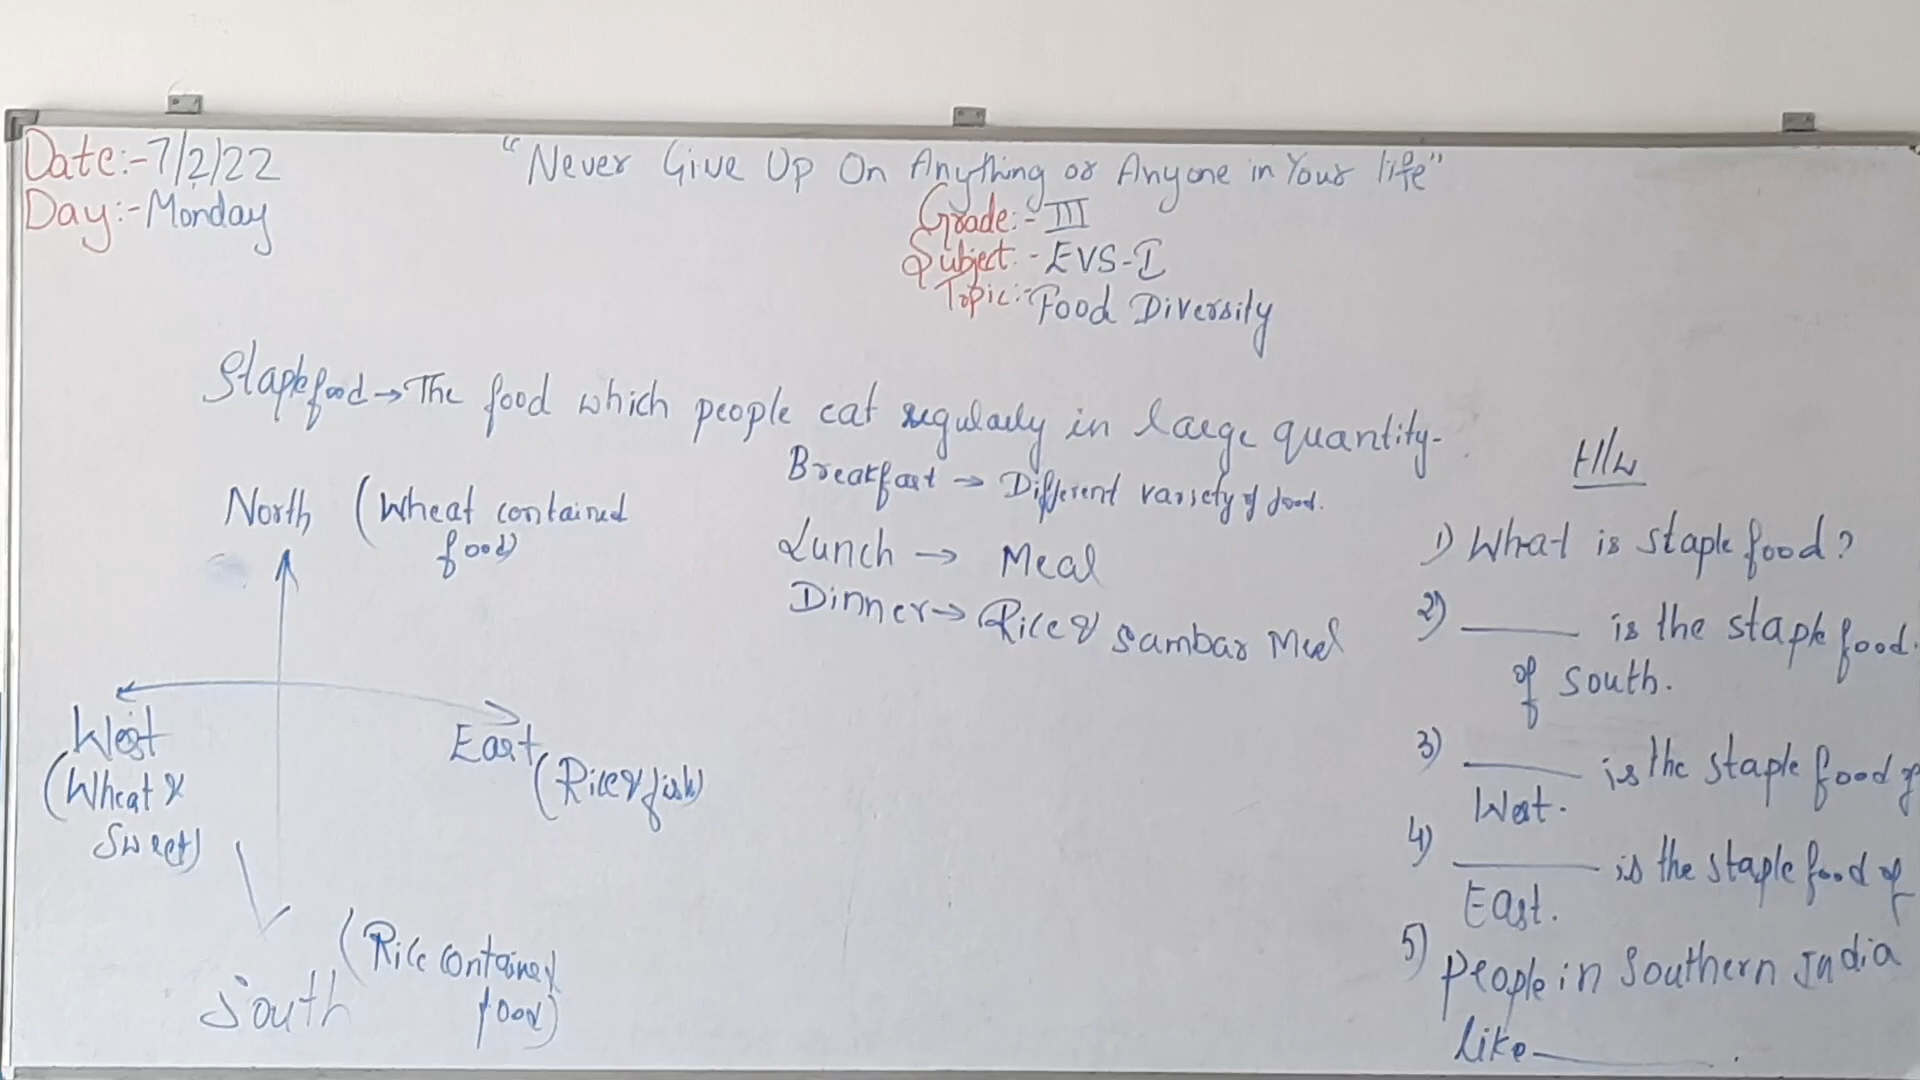 Date:-7/2/22
Day:-Monday
"Never Give Up On Anything or Anyone in Your life"
Grade:- III
Subject:- EVS-I
Topic:- Food Diversity
Staple food → The food which people eat regularly in large quantity.
Breakfast → Different variety of food.
Lunch → Meal
Dinner → Rice & Sambar Meal
North (Wheat contained
food)
West
(Wheat &
Sweet)
East
(Rice & fish)
South
(Rice contained
food)
H/W
1) What is staple food?
2) ____ is the staple food
of South.
3) ____ is the staple food of
West.
4) ____ is the staple food of
East.
5) People in Southern India
like ____.